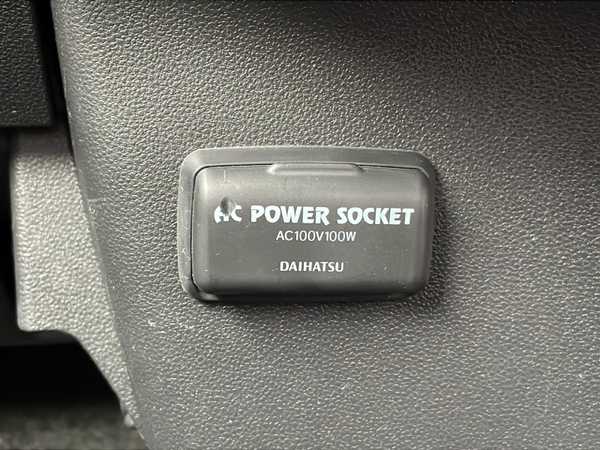 AC POWER SOCKET
AC100V100W
DAIHATSU